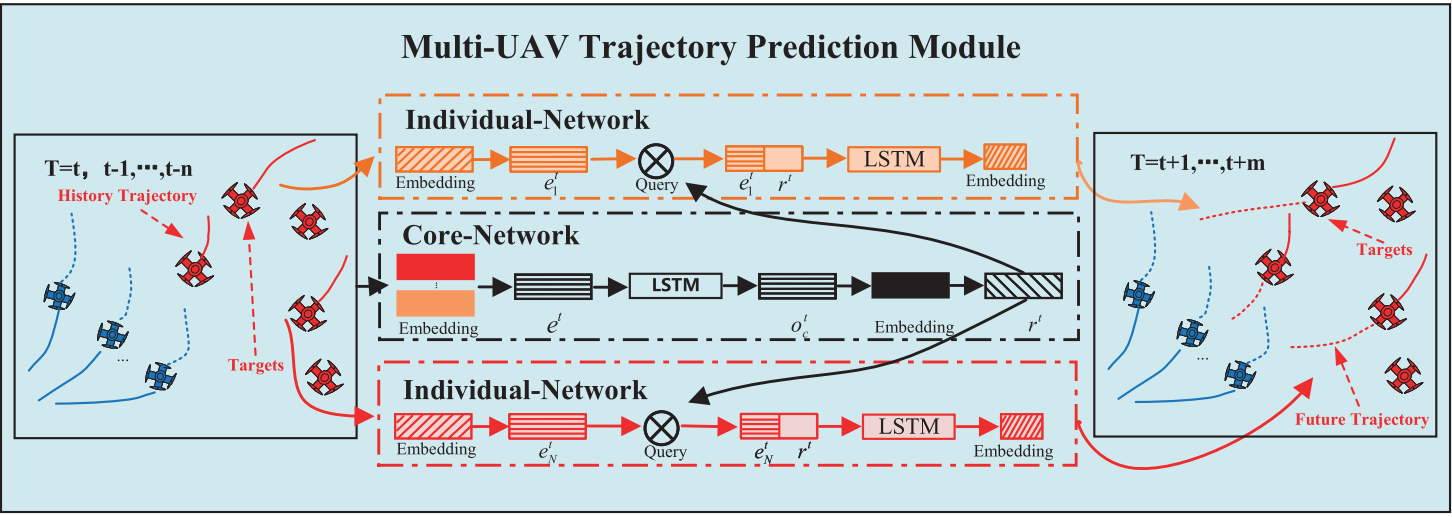 Multi-UAV Trajectory Prediction Module
T=t, t-1,···,t-n
History Trajectory
Targets
...
Individual-Network
Embedding
e_1^t
Query
e_1^t r^t
LSTM
Embedding
Core-Network
Embedding
e^t
LSTM
o_c^t
Embedding
r^t
Individual-Network
Embedding
e_N^t
Query
e_N^t r^t
LSTM
Embedding
T=t+1,···,t+m
Targets
...
Future Trajectory